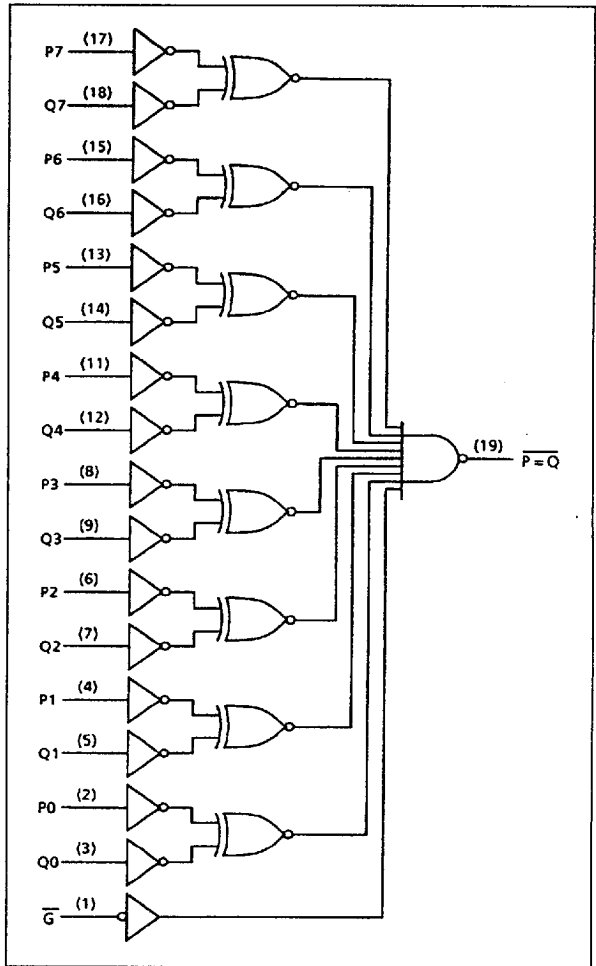 P7 (17)
Q7 (18)
P6 (15)
Q6 (16)
P5 (13)
Q5 (14)
P4 (11)
Q4 (12)
(19)
P = Q
P3 (8)
Q3 (9)
P2 (6)
Q2 (7)
P1 (4)
Q1 (5)
P0 (2)
Q0 (3)
G (1)